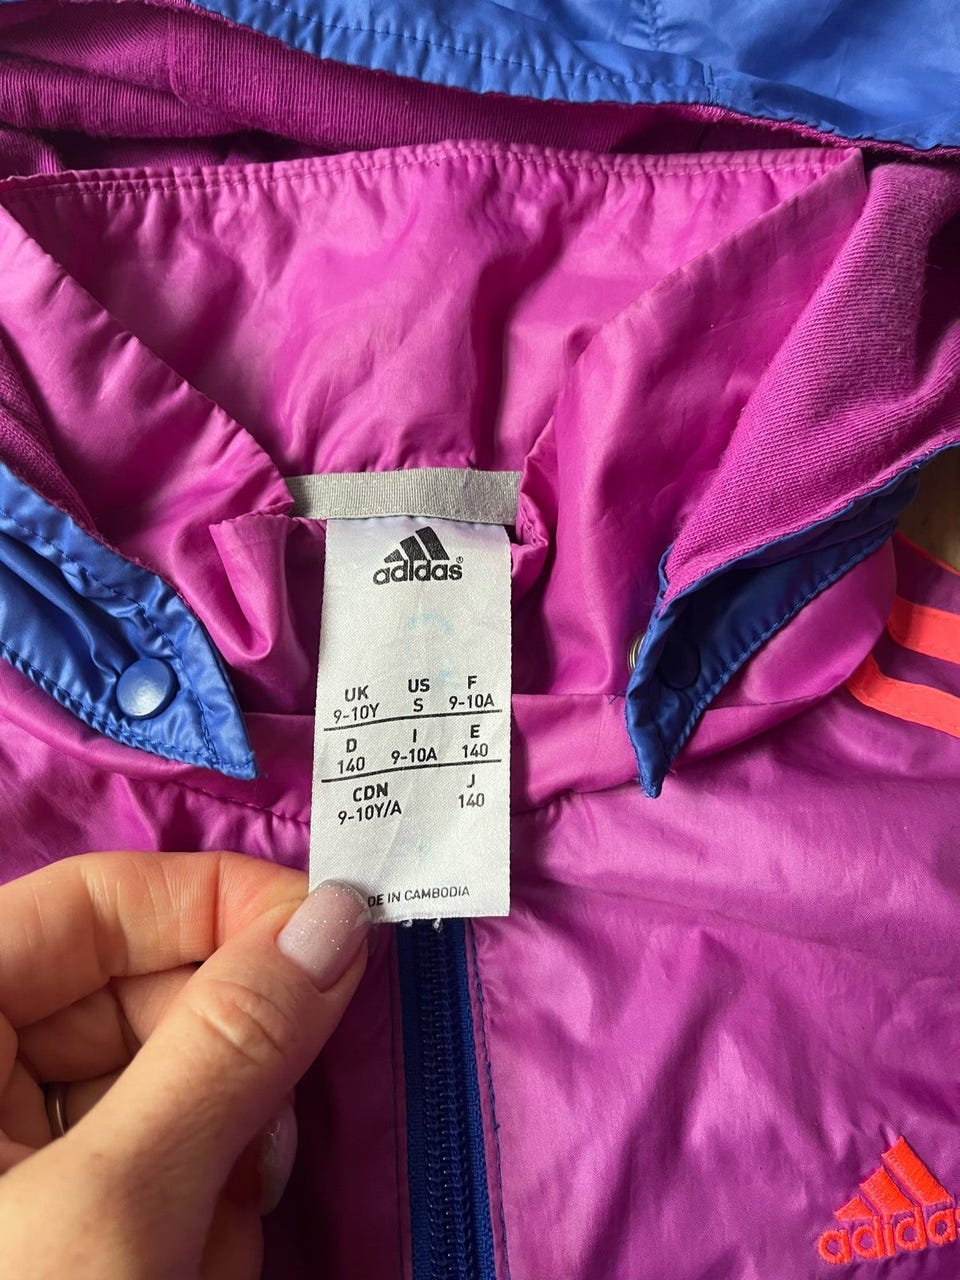 adidas®
UK US F
9-10Y S 9-10A
D I E
140 9-10A 140
CDN J
9-10Y/A 140
DE IN CAMBODIA
adidas